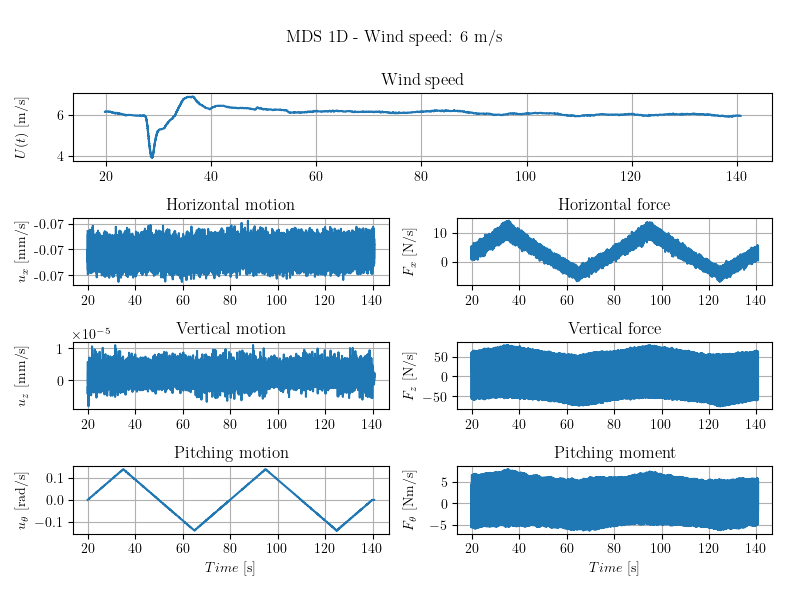 MDS 1D - Wind speed: 6 m/s
Wind speed
U(t) [m/s]
6
4
20 40 60 80 100 120 140
Horizontal motion
u_x [mm/s]
-0.07
-0.07
-0.07
20 40 60 80 100 120 140
Horizontal force
F_x [N/s]
10
0
20 40 60 80 100 120 140
Vertical motion
×10⁻⁵
u_z [mm/s]
1
0
20 40 60 80 100 120 140
Vertical force
F_z [N/s]
50
0
−50
20 40 60 80 100 120 140
Pitching motion
u_θ [rad/s]
0.1
0.0
−0.1
20 40 60 80 100 120 140
Time [s]
Pitching moment
F_θ [Nm/s]
5
0
−5
20 40 60 80 100 120 140
Time [s]